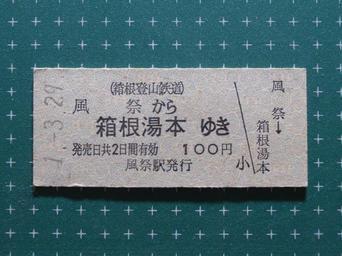 1.-3.29
(箱根登山鉄道)
風 祭から
箱根湯本 ゆき
発売日共2日間有効 100円
風祭駅発行
小
風祭→箱根湯本